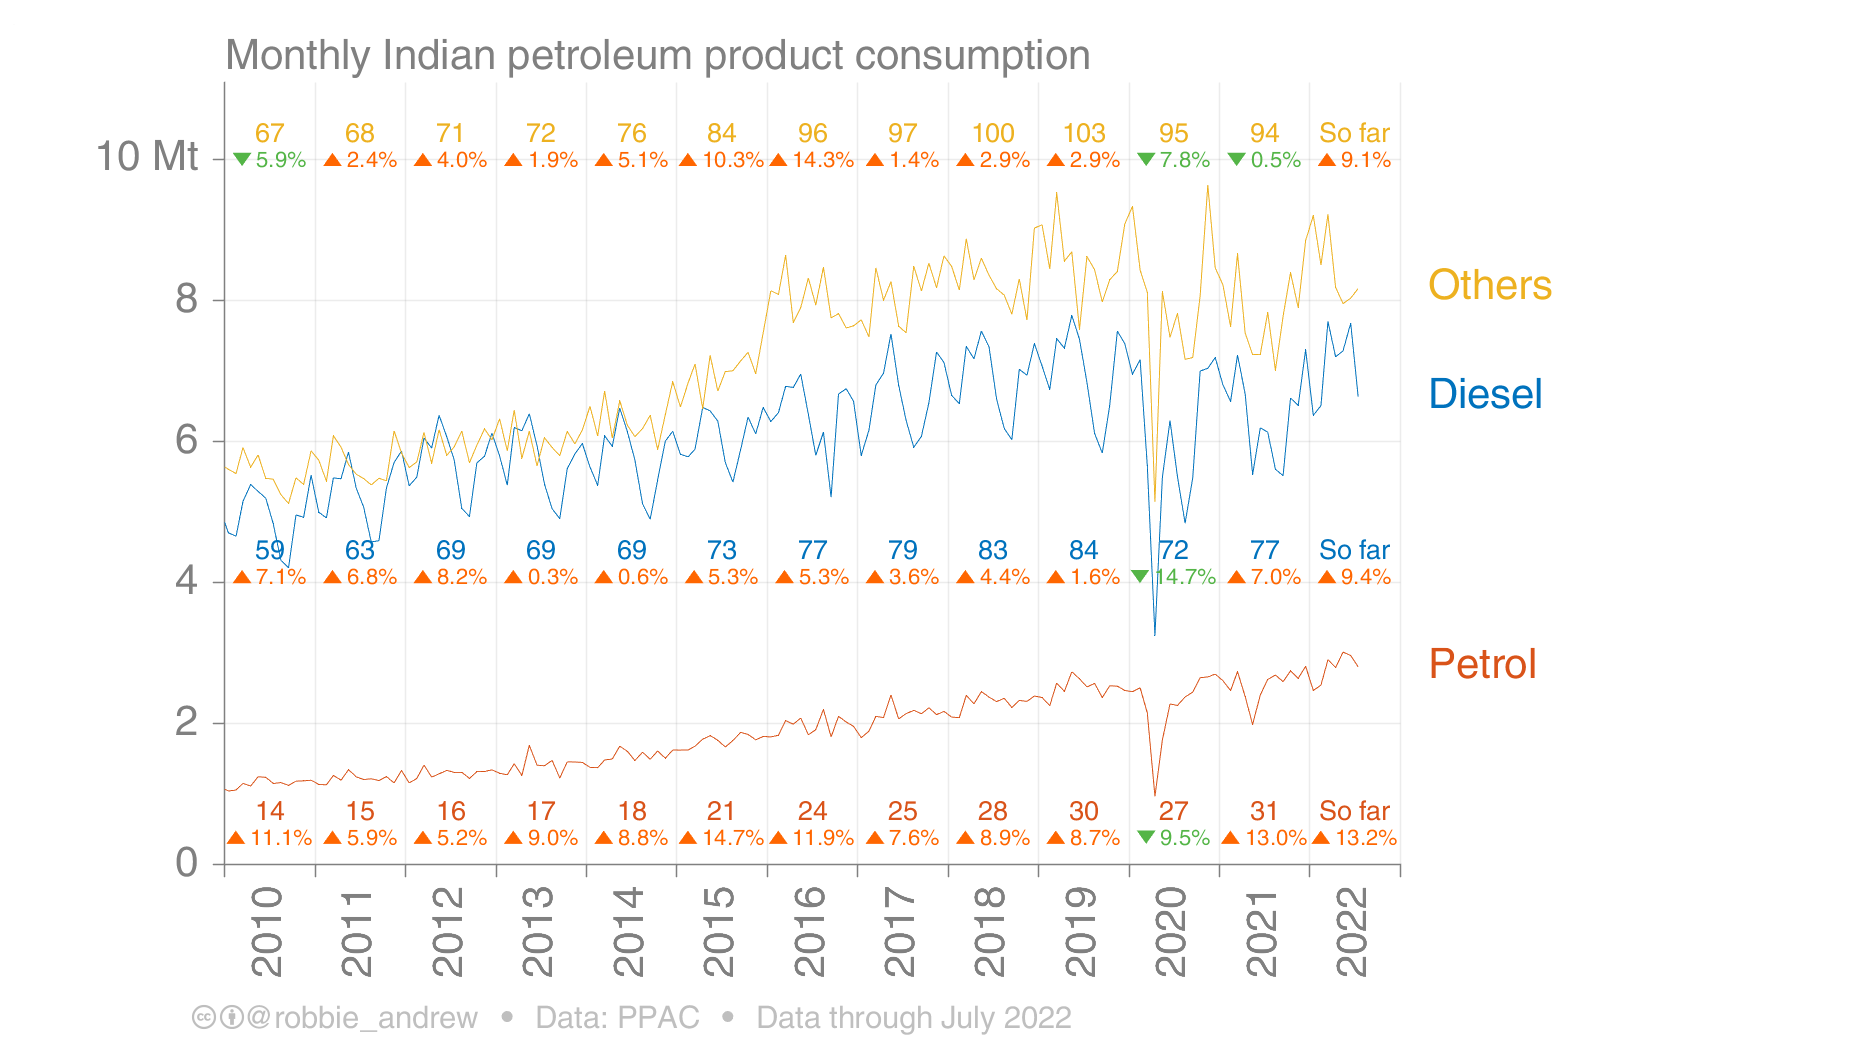 Monthly Indian petroleum product consumption
67 68 71 72 76 84 96 97 100 103 95 94 So far
10 Mt ▼ 5.9% ▲ 2.4% ▲ 4.0% ▲ 1.9% ▲ 5.1% ▲ 10.3% ▲ 14.3% ▲ 1.4% ▲ 2.9% ▲ 2.9% ▼ 7.8% ▼ 0.5% ▲ 9.1%
Others
8
Diesel
6
59 63 69 69 69 73 77 79 83 84 72 77 So far
4 ▲ 7.1% ▲ 6.8% ▲ 8.2% ▲ 0.3% ▲ 0.6% ▲ 5.3% ▲ 5.3% ▲ 3.6% ▲ 4.4% ▲ 1.6% ▼ 14.7% ▲ 7.0% ▲ 9.4%
Petrol
2
14 15 16 17 18 21 24 25 28 30 27 31 So far
▲ 11.1% ▲ 5.9% ▲ 5.2% ▲ 9.0% ▲ 8.8% ▲ 14.7% ▲ 11.9% ▲ 7.6% ▲ 8.9% ▲ 8.7% ▼ 9.5% ▲ 13.0% ▲ 13.2%
0
2010 2011 2012 2013 2014 2015 2016 2017 2018 2019 2020 2021 2022
@robbie_andrew • Data: PPAC • Data through July 2022